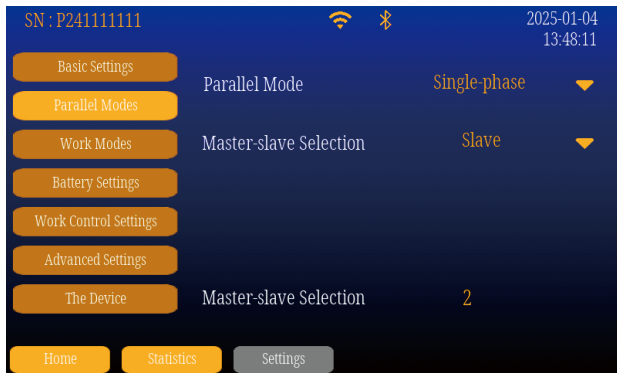 SN : P241111111
2025-01-04
13:48:11
Basic Settings
Parallel Modes
Work Modes
Battery Settings
Work Control Settings
Advanced Settings
The Device
Parallel Mode Single-phase
Master-slave Selection Slave
Master-slave Selection 2
Home Statistics Settings